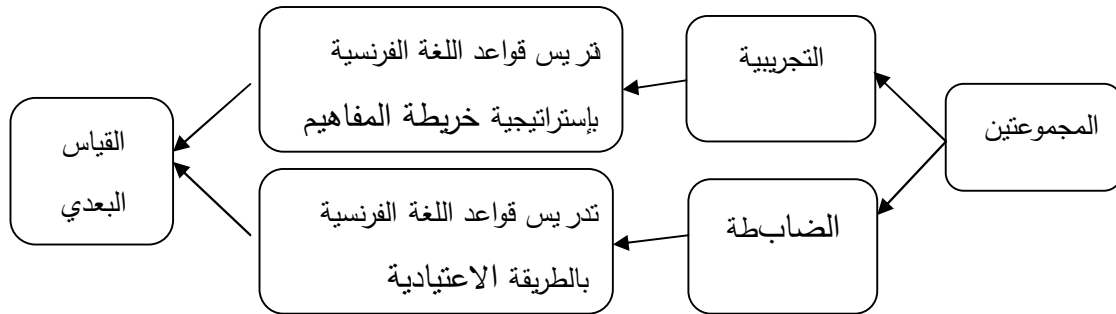 المجموعتين
التجريبية
الضابطة
تدريس قواعد اللغة الفرنسية
بإستراتيجية خريطة المفاهيم
تدريس قواعد اللغة الفرنسية
بالطريقة الاعتيادية
القياس
البعدي